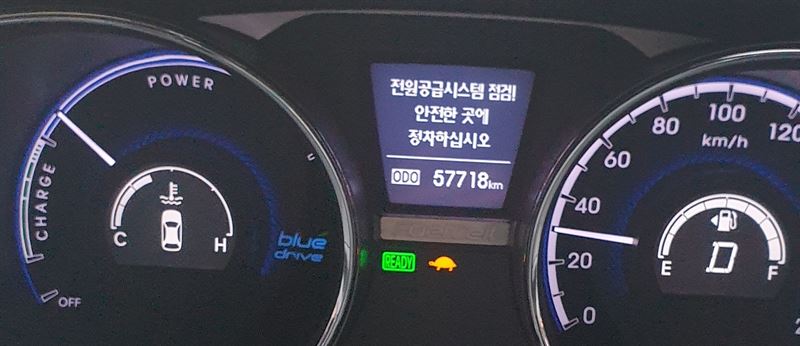 POWER
CHARGE
OFF
C
H
blue
drive
전원공급시스템 점검!
안전한 곳에
정차하십시오
ODO 57718km
READY
0
20
40
60
80
100
120
km/h
E
D
F